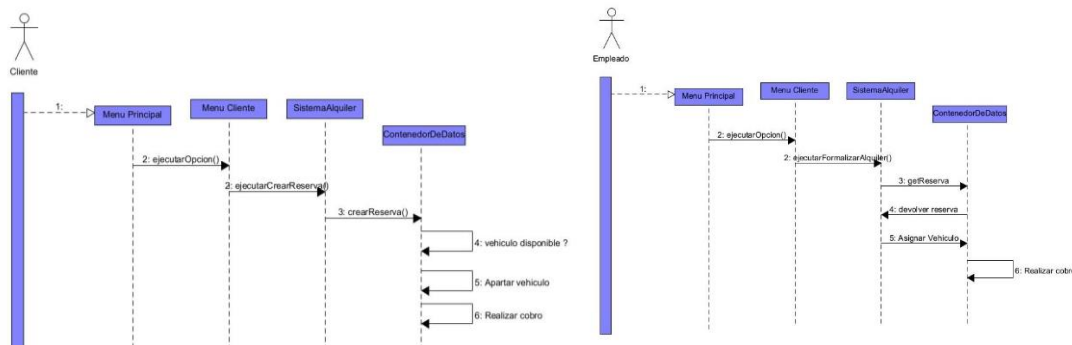 Cliente
1:
Menu Principal
Menu Cliente
SistemaAlquiler
ContenedorDeDatos
2: ejecutarOpcion()
2: ejecutarCrearReserva()
3: crearReserva()
4: vehiculo disponible ?
5: Apartar vehiculo
6: Realizar cobro
Empleado
1:
Menu Principal
Menu Cliente
SistemaAlquiler
ContenedorDeDatos
2: ejecutarOpcion()
2: ejecutarFormalizarAlquiler()
3: getReserva
4: devolver reserva
5: Asignar Vehiculo
6: Realizar cobro